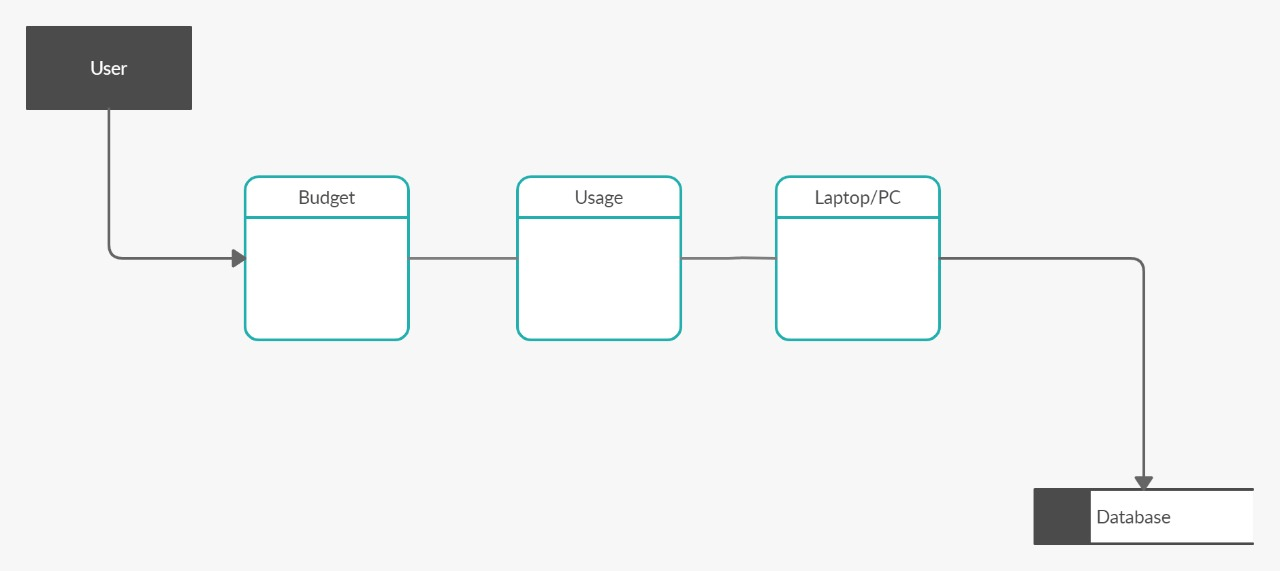 User
Budget
Usage
Laptop/PC
Database